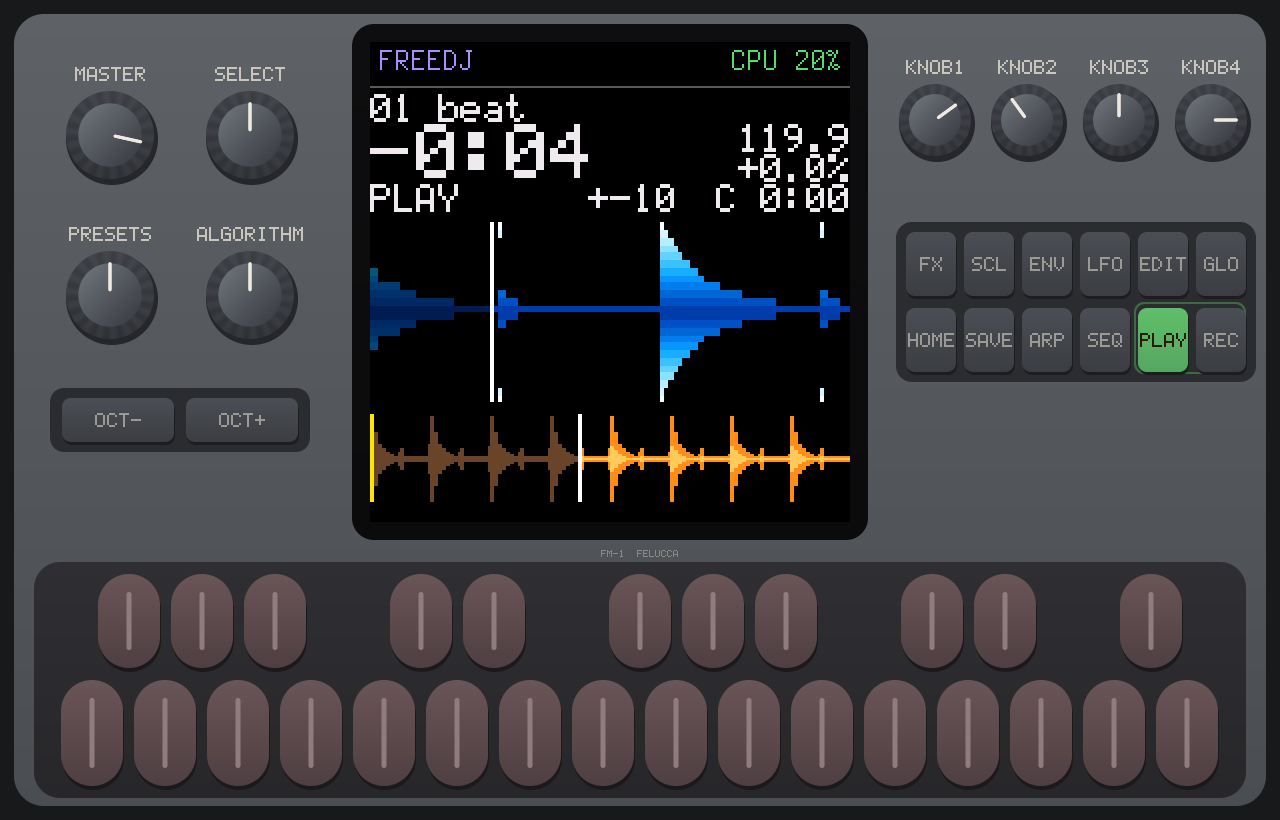 MASTER SELECT
PRESETS ALGORITHM
OCT- OCT+
FREEDJ CPU 20%
01 beat
-0:04 119.9
+0.0%
PLAY +-10 C 0:00
KNOB1 KNOB2 KNOB3 KNOB4
FX SCL ENV LFO EDIT GLO
HOME SAVE ARP SEQ PLAY REC
FM-1 FELUCCA